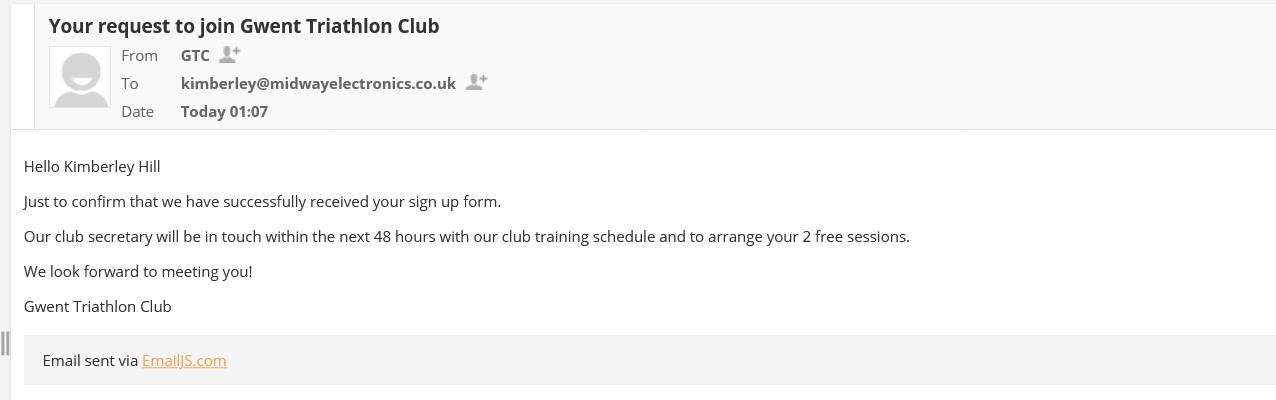 Your request to join Gwent Triathlon Club
From GTC
To kimberley@midwayelectronics.co.uk
Date Today 01:07
Hello Kimberley Hill
Just to confirm that we have successfully received your sign up form.
Our club secretary will be in touch within the next 48 hours with our club training schedule and to arrange your 2 free sessions.
We look forward to meeting you!
Gwent Triathlon Club
Email sent via EmailJS.com